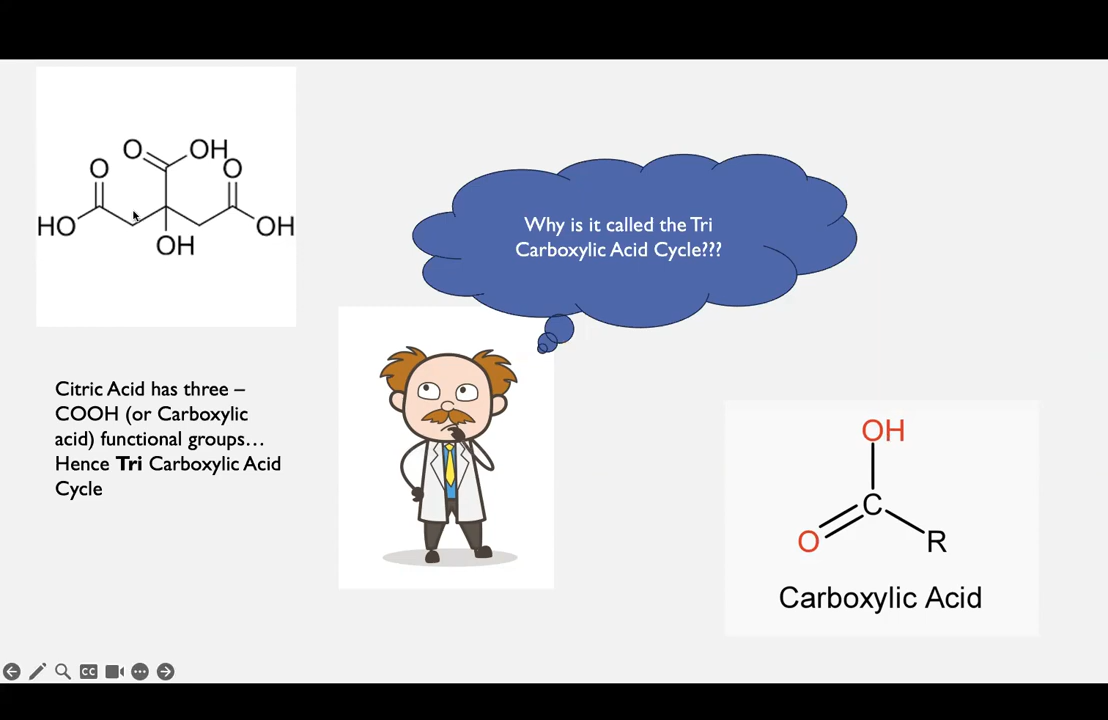 O
OH
O
O
HO
OH
OH
Why is it called the Tri
Carboxylic Acid Cycle???
Citric Acid has three –
COOH (or Carboxylic
acid) functional groups…
Hence Tri Carboxylic Acid
Cycle
OH
C
O
R
Carboxylic Acid
CC